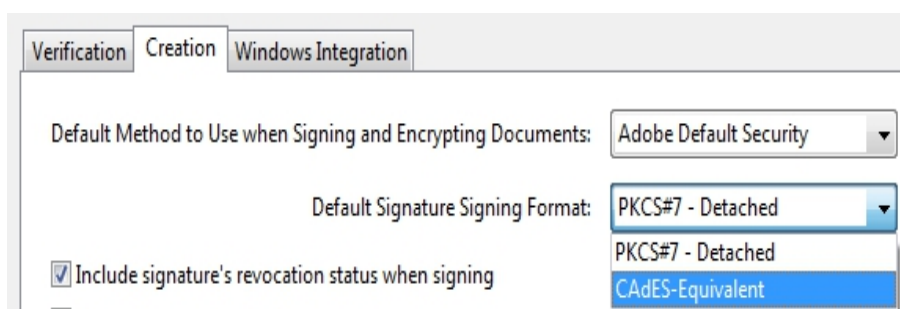 Verification Creation Windows Integration
Default Method to Use when Signing and Encrypting Documents: Adobe Default Security
Default Signature Signing Format: PKCS#7 - Detached
PKCS#7 - Detached
Include signature's revocation status when signing
CAdES-Equivalent